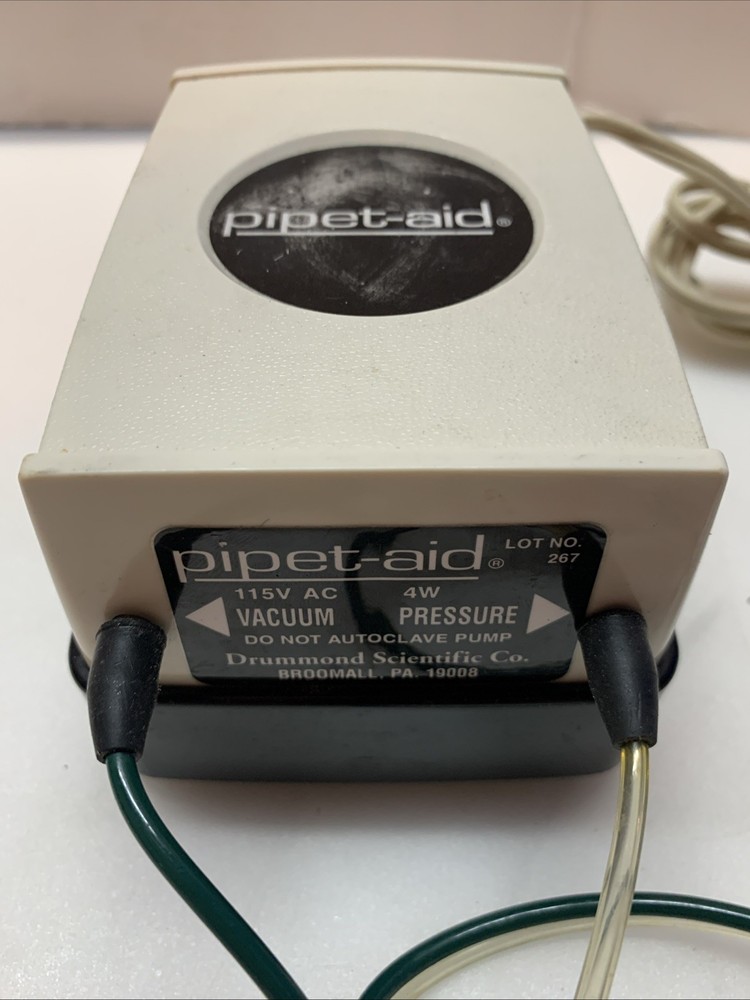 pipet-aid®
pipet-aid® LOT NO.
267
115V AC 4W
VACUUM PRESSURE
DO NOT AUTOCLAVE PUMP
Drummond Scientific Co.
BROOMALL, PA. 19008